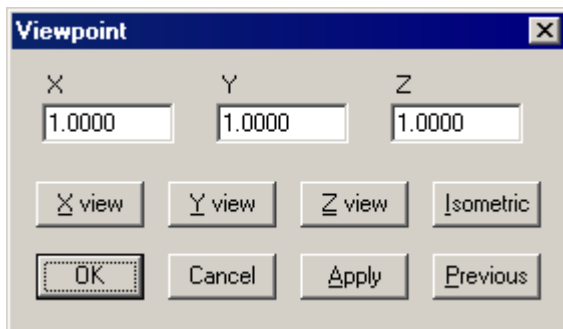 Viewpoint
X Y Z
1.0000 1.0000 1.0000
X view Y view Z view Isometric
OK Cancel Apply Previous